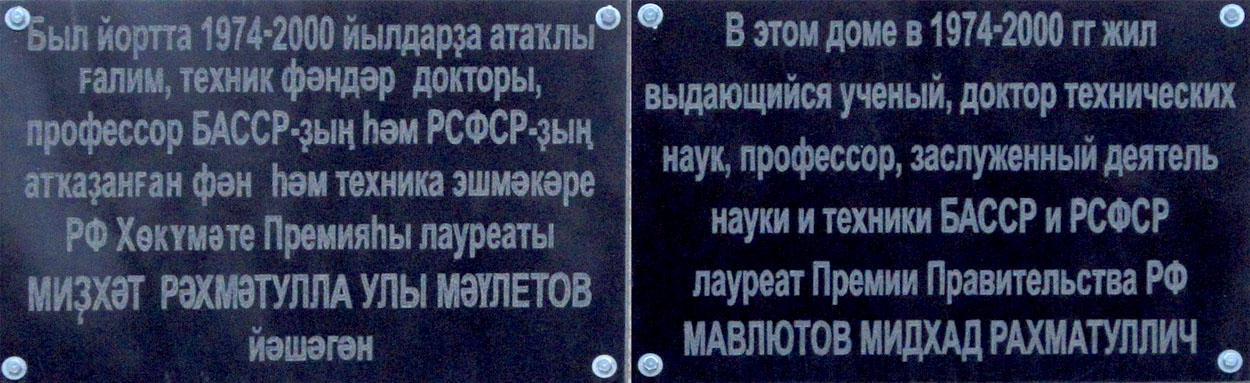 Был йортта 1974-2000 йылдарҙа атаҡлы
ғалим, техник фәндәр докторы,
профессор БАССР-ҙың һәм РСФСР-ҙың
атҡаҙанған фән һәм техника эшмәкәре
РФ Хөкүмәте Премияһы лауреаты
МИҘХӘТ РӘХМӘТУЛЛА УЛЫ МӘҮЛЕТОВ
йәшәгән
В этом доме в 1974-2000 гг жил
выдающийся ученый, доктор технических
наук, профессор, заслуженный деятель
науки и техники БАССР и РСФСР
лауреат Премии Правительства РФ
МАВЛЮТОВ МИДХАД РАХМАТУЛЛИЧ